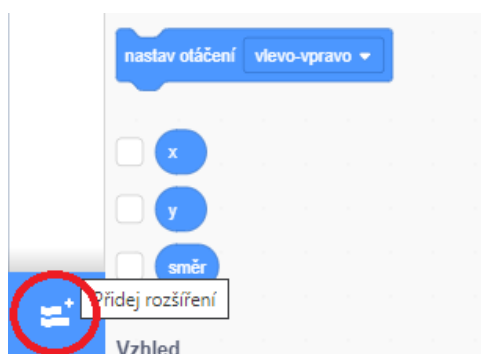 nastav otáčení vlevo-vpravo
x
y
směr
Přidej rozšíření
Vzhled